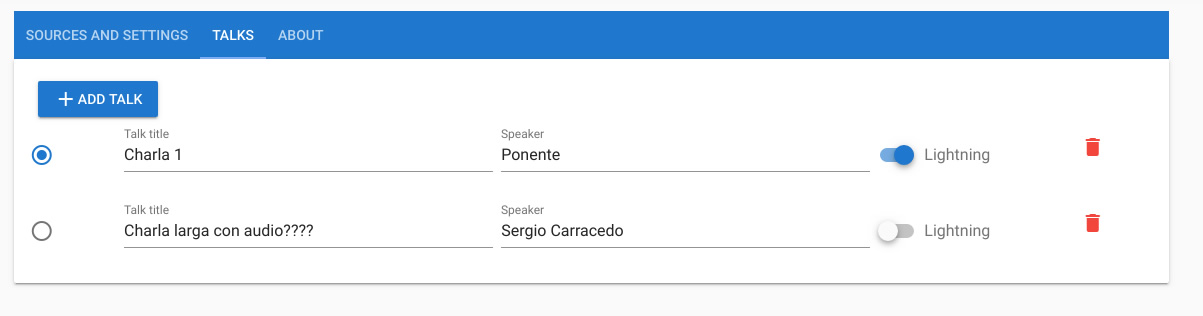 SOURCES AND SETTINGS TALKS ABOUT
ADD TALK
Talk title Speaker
Charla 1 Ponente Lightning
Talk title Speaker
Charla larga con audio???? Sergio Carracedo Lightning